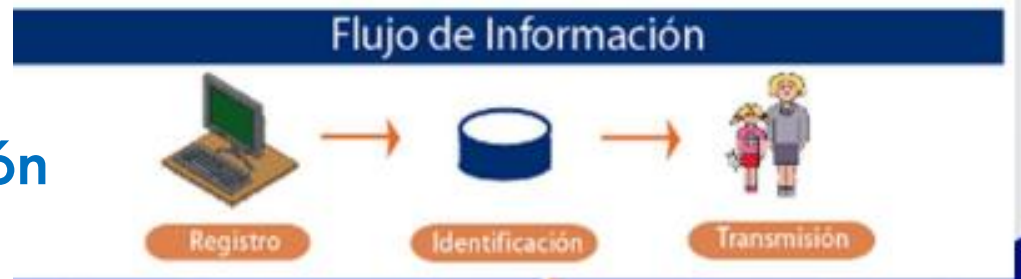 Flujo de Información
ón
Registro
Identificación
Transmisión